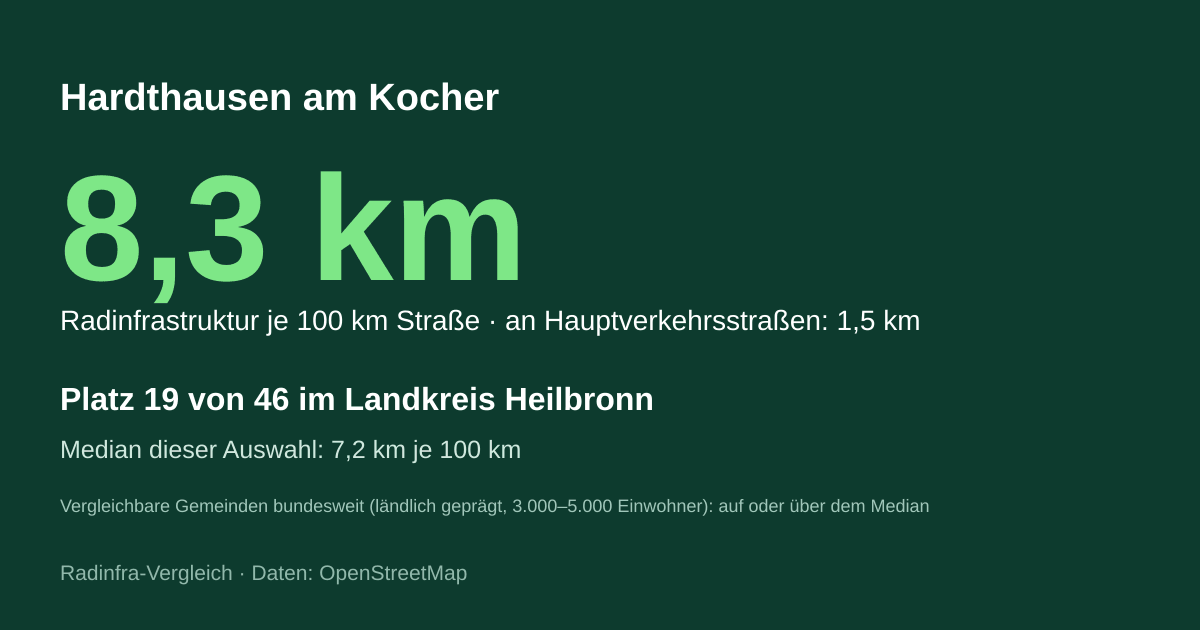 Hardthausen am Kocher
8,3 km
Radinfrastruktur je 100 km Straße · an Hauptverkehrsstraßen: 1,5 km
Platz 19 von 46 im Landkreis Heilbronn
Median dieser Auswahl: 7,2 km je 100 km
Vergleichbare Gemeinden bundesweit (ländlich geprägt, 3.000–5.000 Einwohner): auf oder über dem Median
Radinfra-Vergleich · Daten: OpenStreetMap